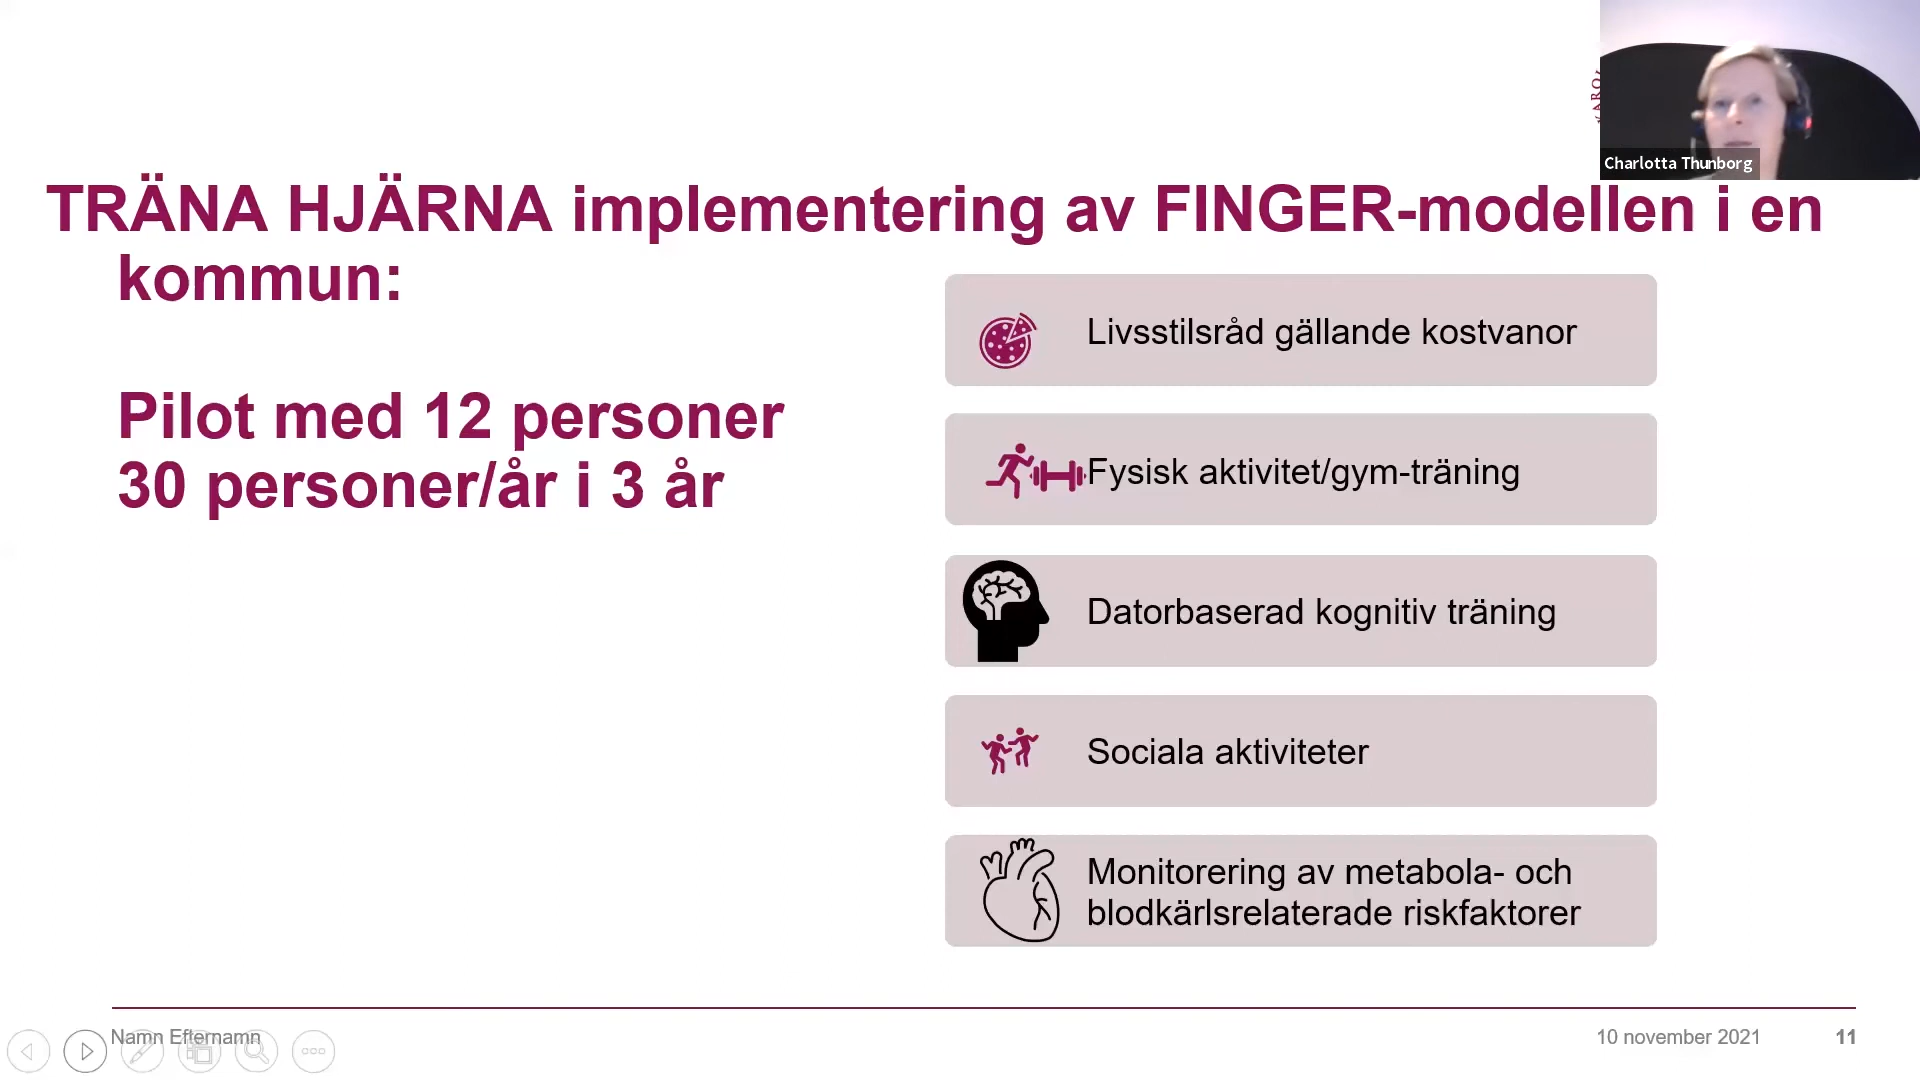 Charlotta Thunborg
TRÄNA HJÄRNA implementering av FINGER-modellen i en
kommun:
Pilot med 12 personer
30 personer/år i 3 år
Livsstilsråd gällande kostvanor
Fysisk aktivitet/gym-träning
Datorbaserad kognitiv träning
Sociala aktiviteter
Monitorering av metabola- och
blodkärlsrelaterade riskfaktorer
Namn Efternamn
10 november 2021
11